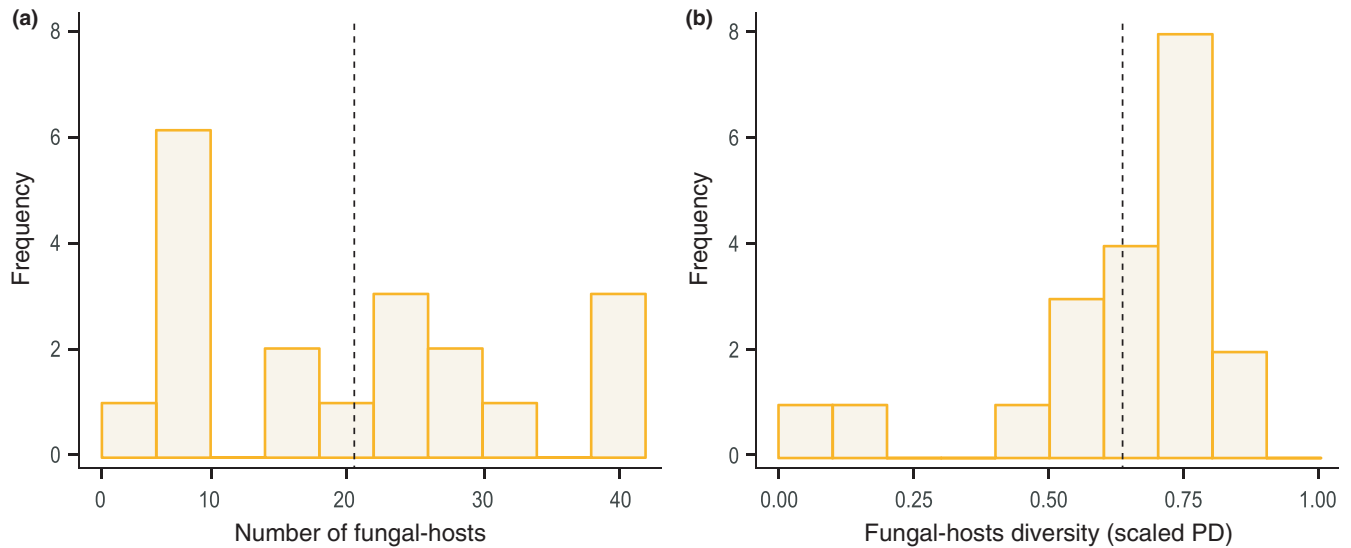 (a)
8
6
4
2
0
Frequency
0 10 20 30 40
Number of fungal-hosts
(b)
8
6
4
2
0
Frequency
0.00 0.25 0.50 0.75 1.00
Fungal-hosts diversity (scaled PD)